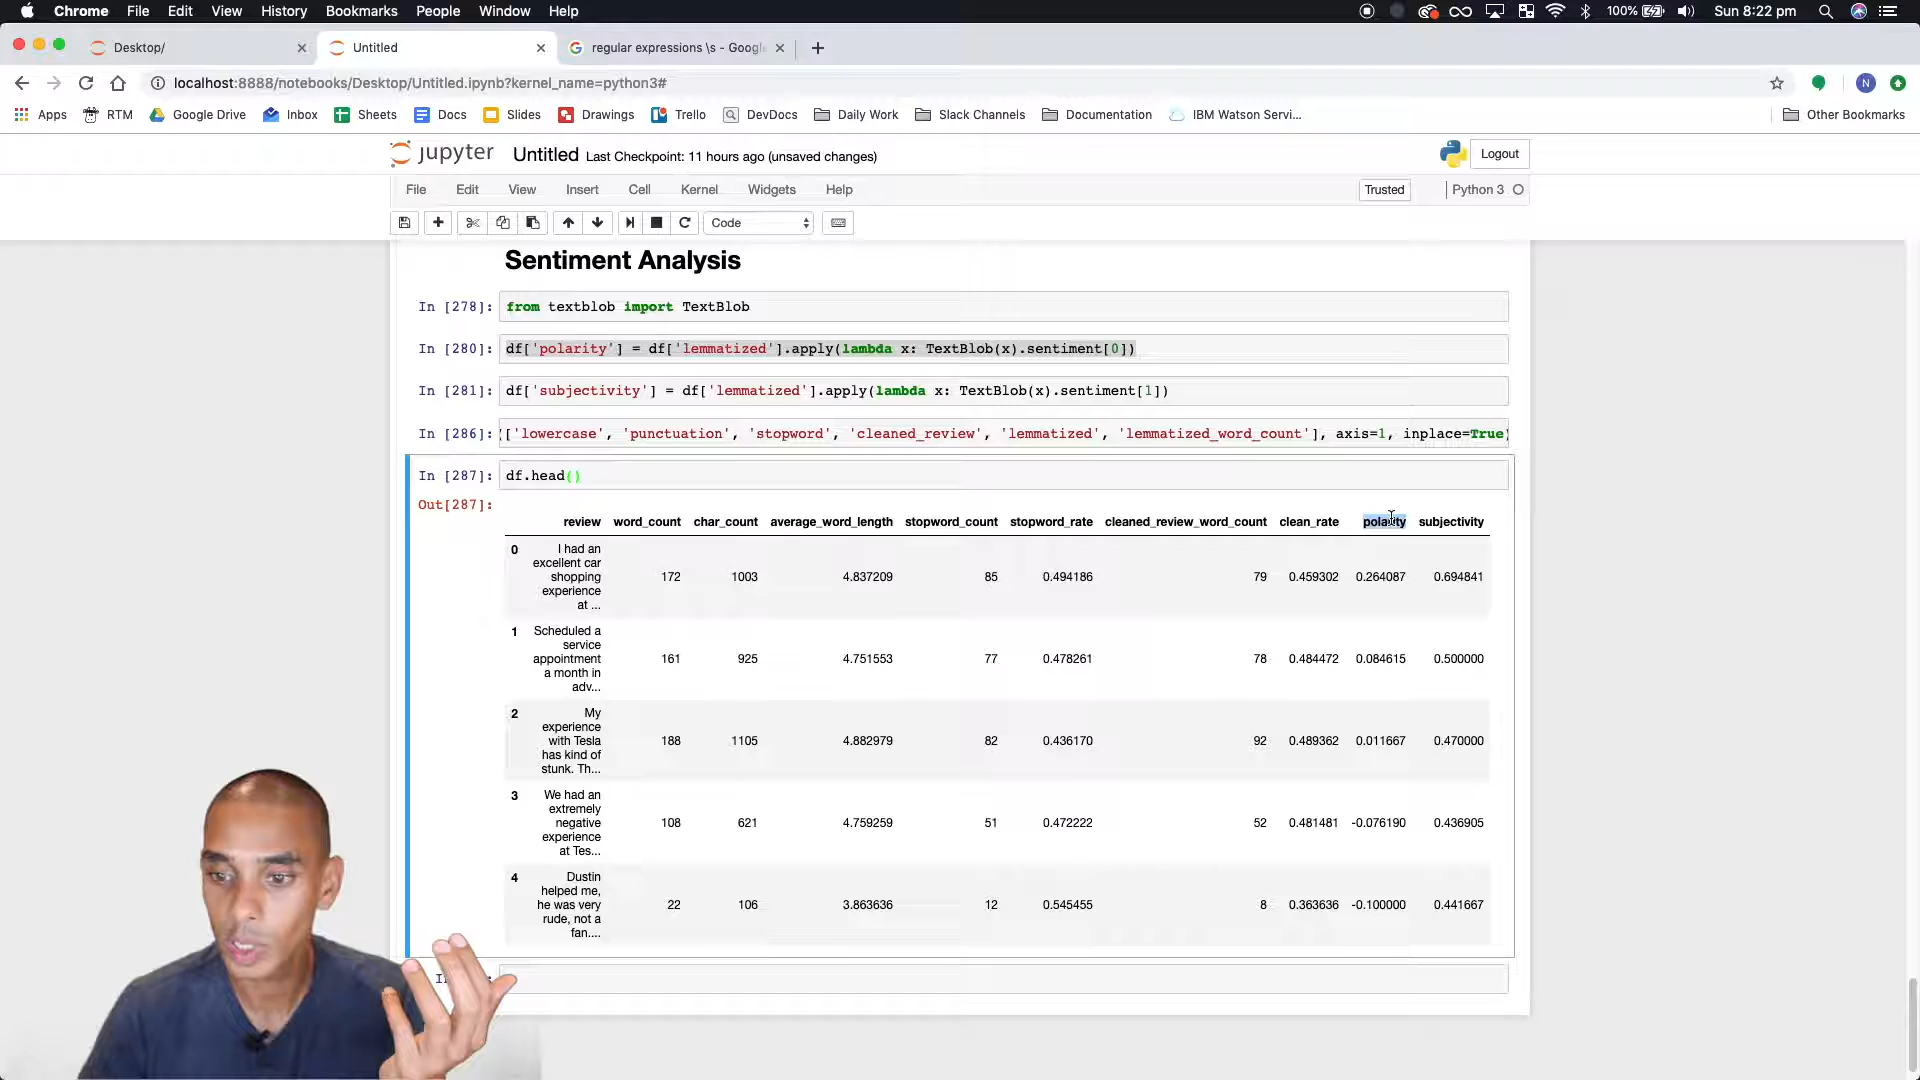 Chrome File Edit View History Bookmarks People Window Help 100% Sun 8:22 pm
Desktop/ Untitled regular expressions \s - Google
localhost:8888/notebooks/Desktop/Untitled.ipynb?kernel_name=python3# N
Apps RTM Google Drive Inbox Sheets Docs Slides Drawings Trello DevDocs Daily Work Slack Channels Documentation IBM Watson Servi... Other Bookmarks
jupyter Untitled Last Checkpoint: 11 hours ago (unsaved changes) Logout
File Edit View Insert Cell Kernel Widgets Help Trusted Python 3
Code
Sentiment Analysis
In [278]: from textblob import TextBlob
In [280]: df['polarity'] = df['lemmatized'].apply(lambda x: TextBlob(x).sentiment[0])
In [281]: df['subjectivity'] = df['lemmatized'].apply(lambda x: TextBlob(x).sentiment[1])
In [286]: (['lowercase', 'punctuation', 'stopword', 'cleaned_review', 'lemmatized', 'lemmatized_word_count'], axis=1, inplace=True)
In [287]: df.head()
Out[287]:
review word_count char_count average_word_length stopword_count stopword_rate cleaned_review_word_count clean_rate polarity subjectivity
0 I had an
excellent car
shopping 172 1003 4.837209 85 0.494186 79 0.459302 0.264087 0.694841
experience
at ...
1 Scheduled a
service
appointment 161 925 4.751553 77 0.478261 78 0.484472 0.084615 0.500000
a month in
adv...
2 My
experience
with Tesla 188 1105 4.882979 82 0.436170 92 0.489362 0.011667 0.470000
has kind of
stunk. Th...
3 We had an
extremely
negative 108 621 4.759259 51 0.472222 52 0.481481 -0.076190 0.436905
experience
at Tes...
4 Dustin
helped me,
he was very 22 106 3.863636 12 0.545455 8 0.363636 -0.100000 0.441667
rude, not a
fan....